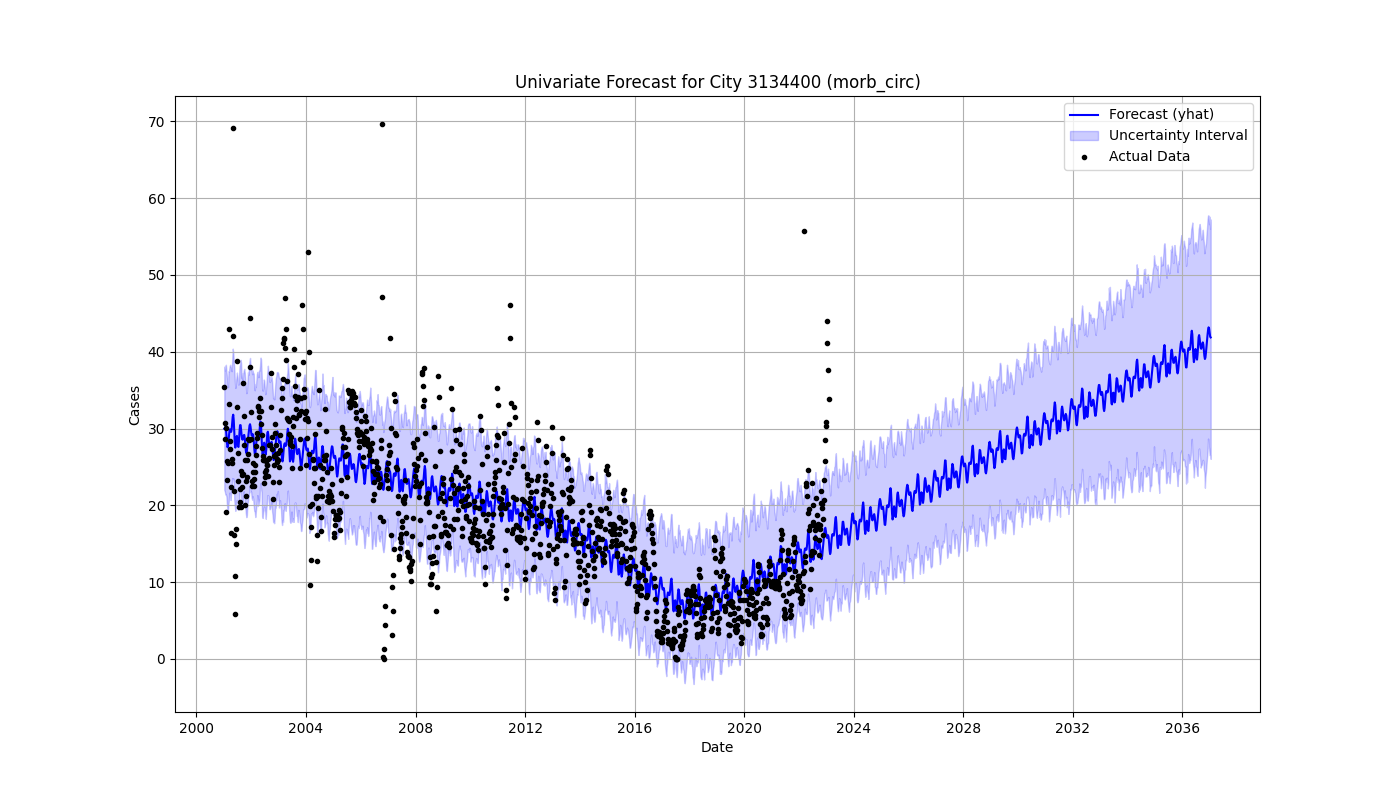 Univariate Forecast for City 3134400 (morb_circ)
Forecast (yhat)
Uncertainty Interval
Actual Data
Cases
70
60
50
40
30
20
10
0
2000 2004 2008 2012 2016 2020 2024 2028 2032 2036
Date